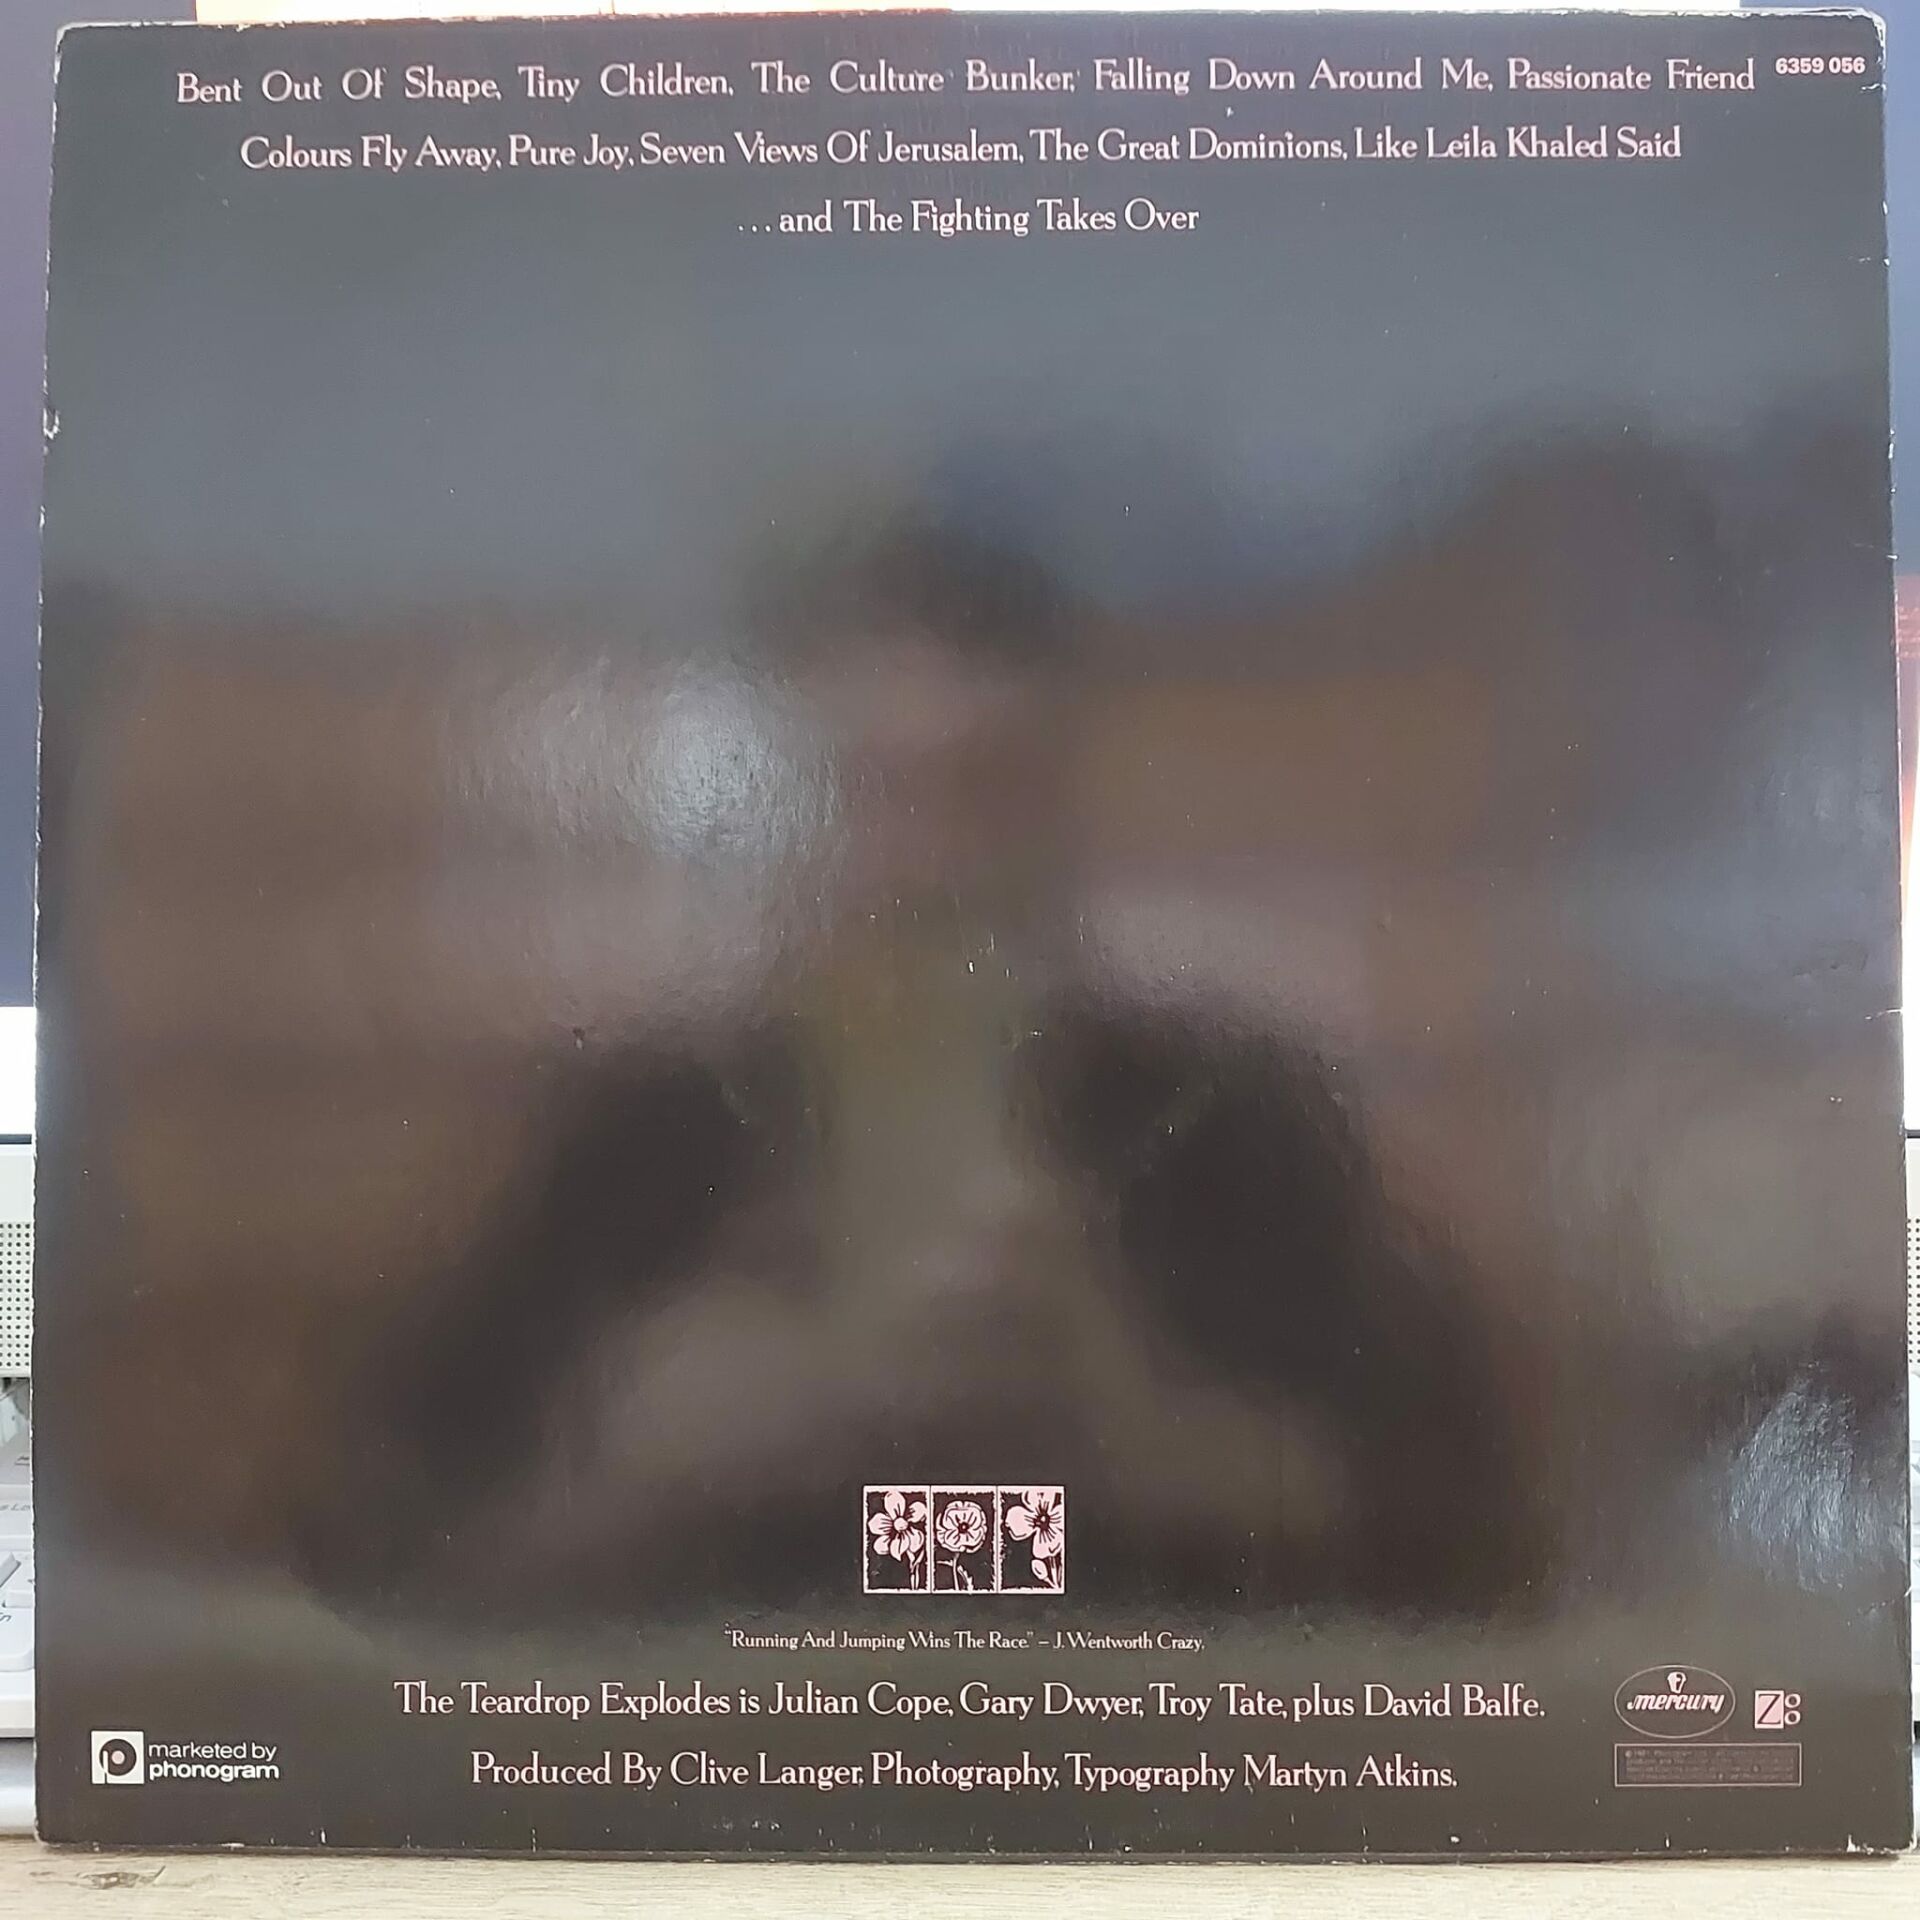 Bent Out Of Shape, Tiny Children, The Culture Bunker, Falling Down Around Me, Passionate Friend 6359 056
Colours Fly Away, Pure Joy, Seven Views Of Jerusalem, The Great Dominions, Like Leila Khaled Said
...and The Fighting Takes Over
"Running And Jumping Wins The Race" – J. Wentworth Crazy.
The Teardrop Explodes is Julian Cope, Gary Dwyer, Troy Tate, plus David Balfe.
mercury
Zoo
marketed by
phonogram
Produced By Clive Langer, Photography, Typography Martyn Atkins.